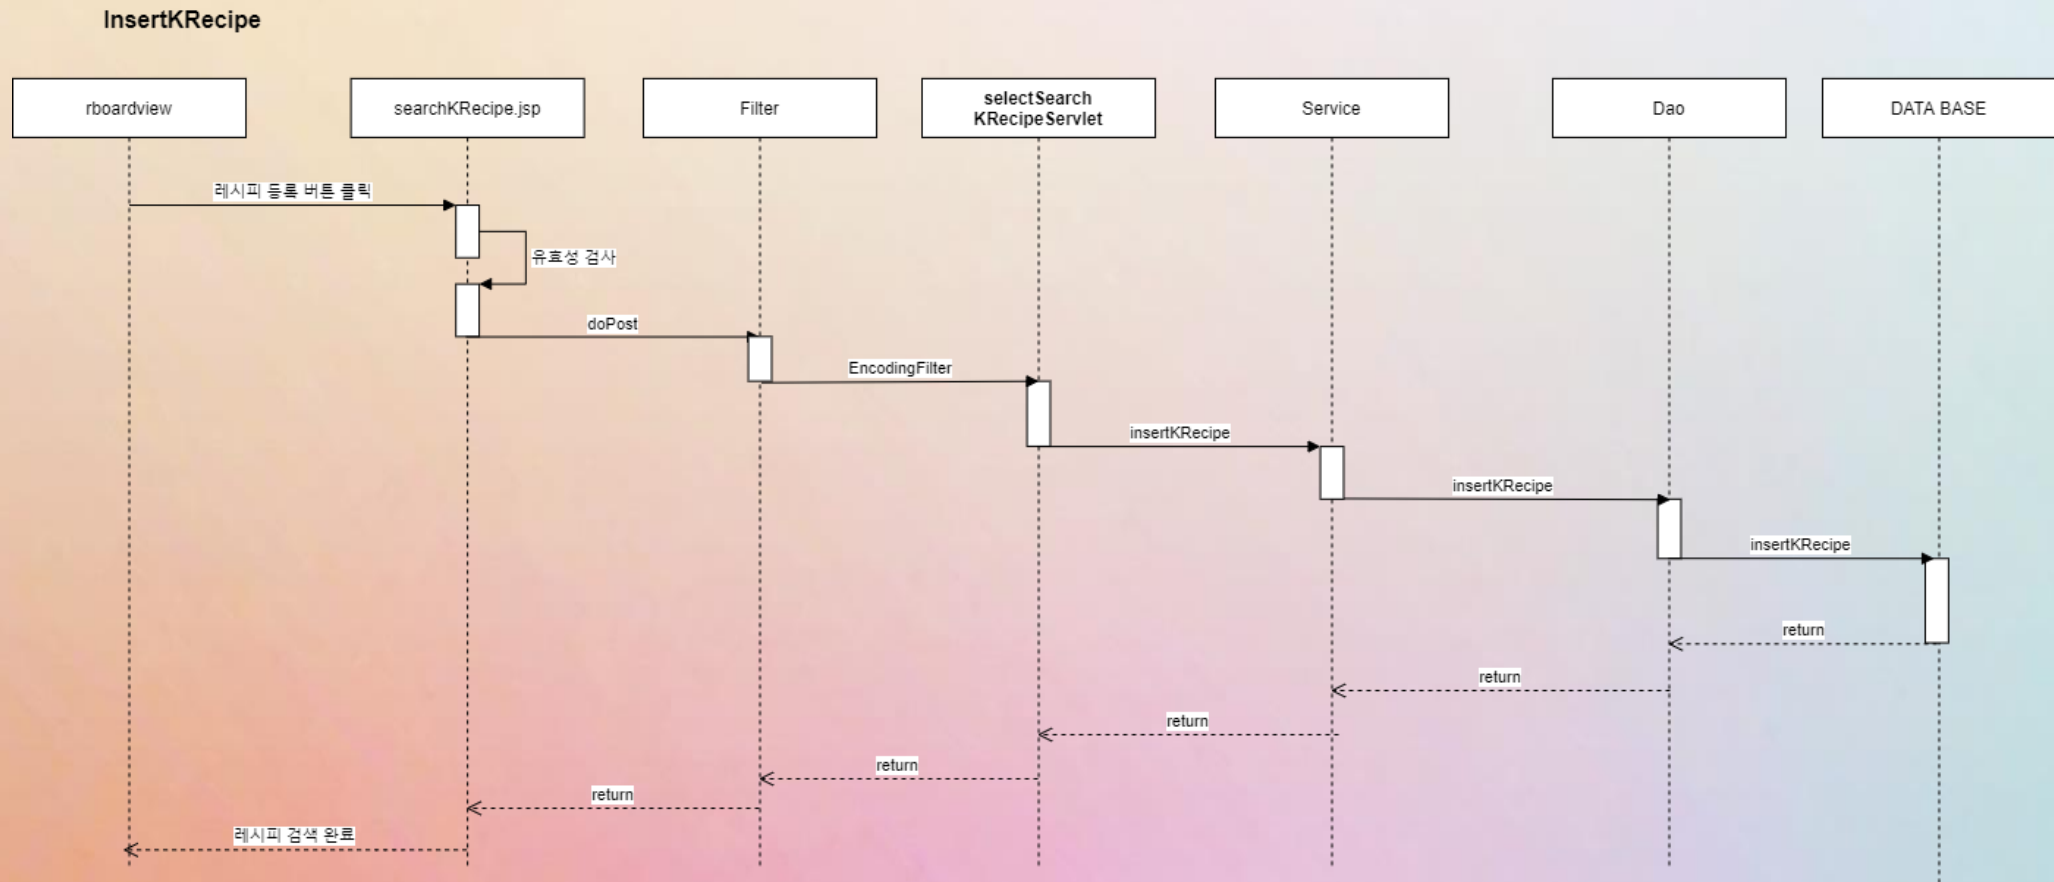 InsertKRecipe
rboardview
searchKRecipe.jsp
Filter
selectSearch
KRecipeServlet
Service
Dao
DATA BASE
레시피 등록 버튼 클릭
유효성 검사
doPost
EncodingFilter
insertKRecipe
insertKRecipe
insertKRecipe
return
return
return
return
return
레시피 검색 완료